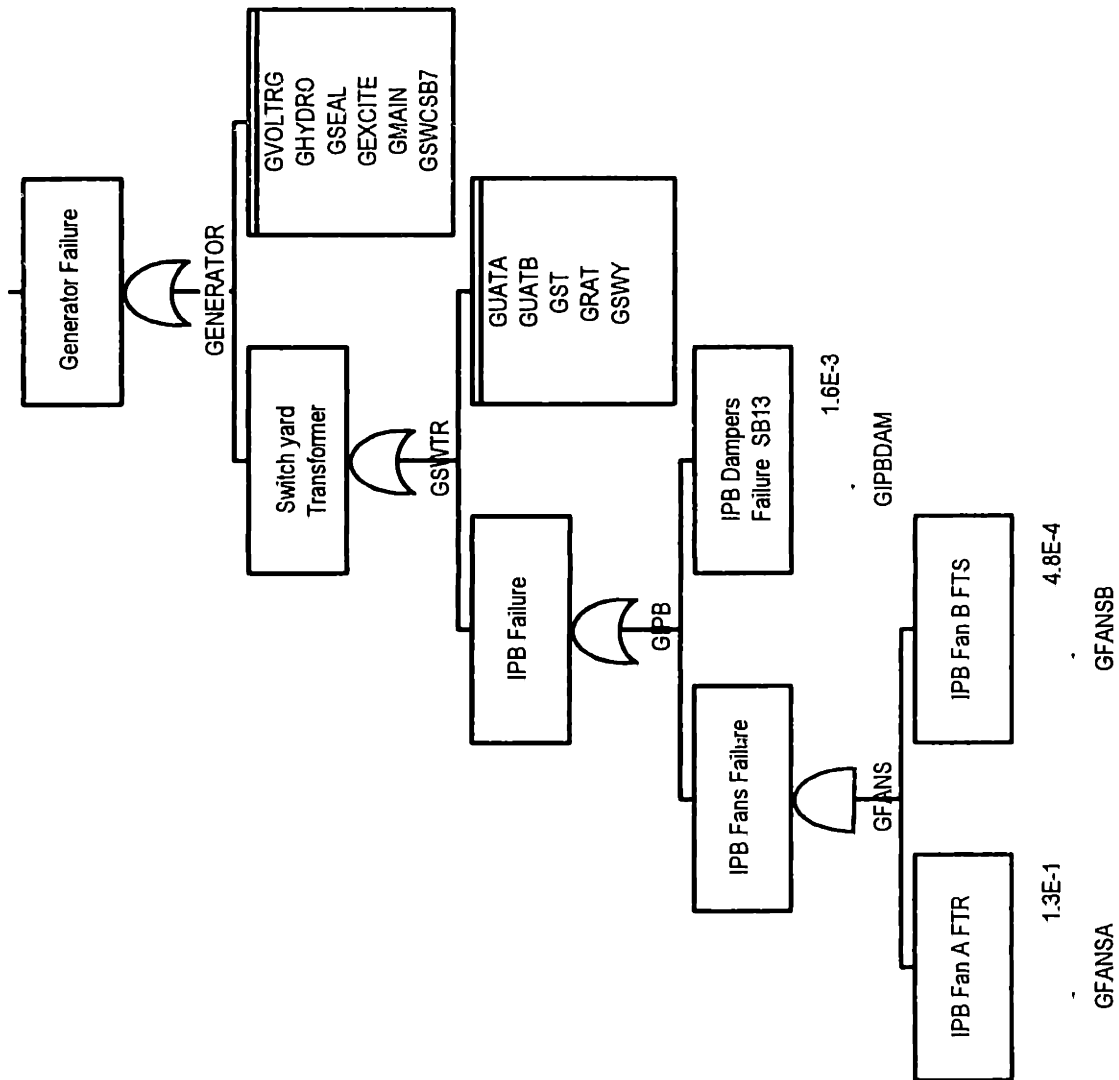 Generator Failure
GENERATOR
Switch yard
Transformer
GVOLTRG
GHYDRO
GSEAL
GEXCITE
GMAIN
GSWCSB7
GSWTR
IPB Failure
GUATA
GUATB
GST
GRAT
GSWY
GIPB
IPB Fans Failure
IPB Dampers
Failure SB13
1.6E-3
GIPBDAM
GFANS
IPB Fan A FTR
1.3E-1
GFANSA
IPB Fan B FTS
4.8E-4
GFANSB